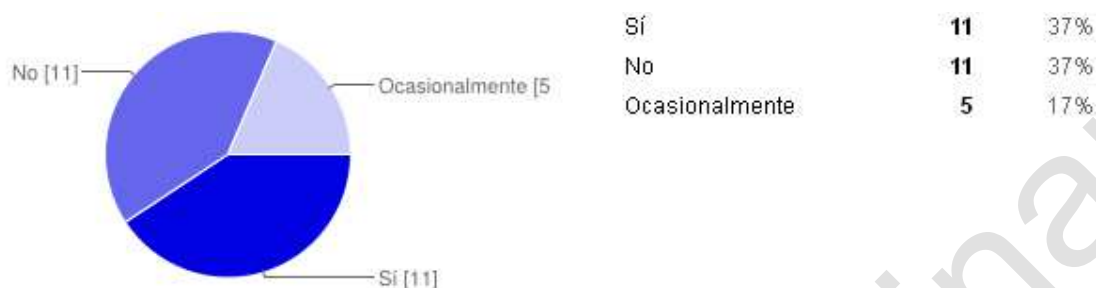 No [11]
Ocasionalmente [5
Sí [11]
Sí 11 37%
No 11 37%
Ocasionalmente 5 17%